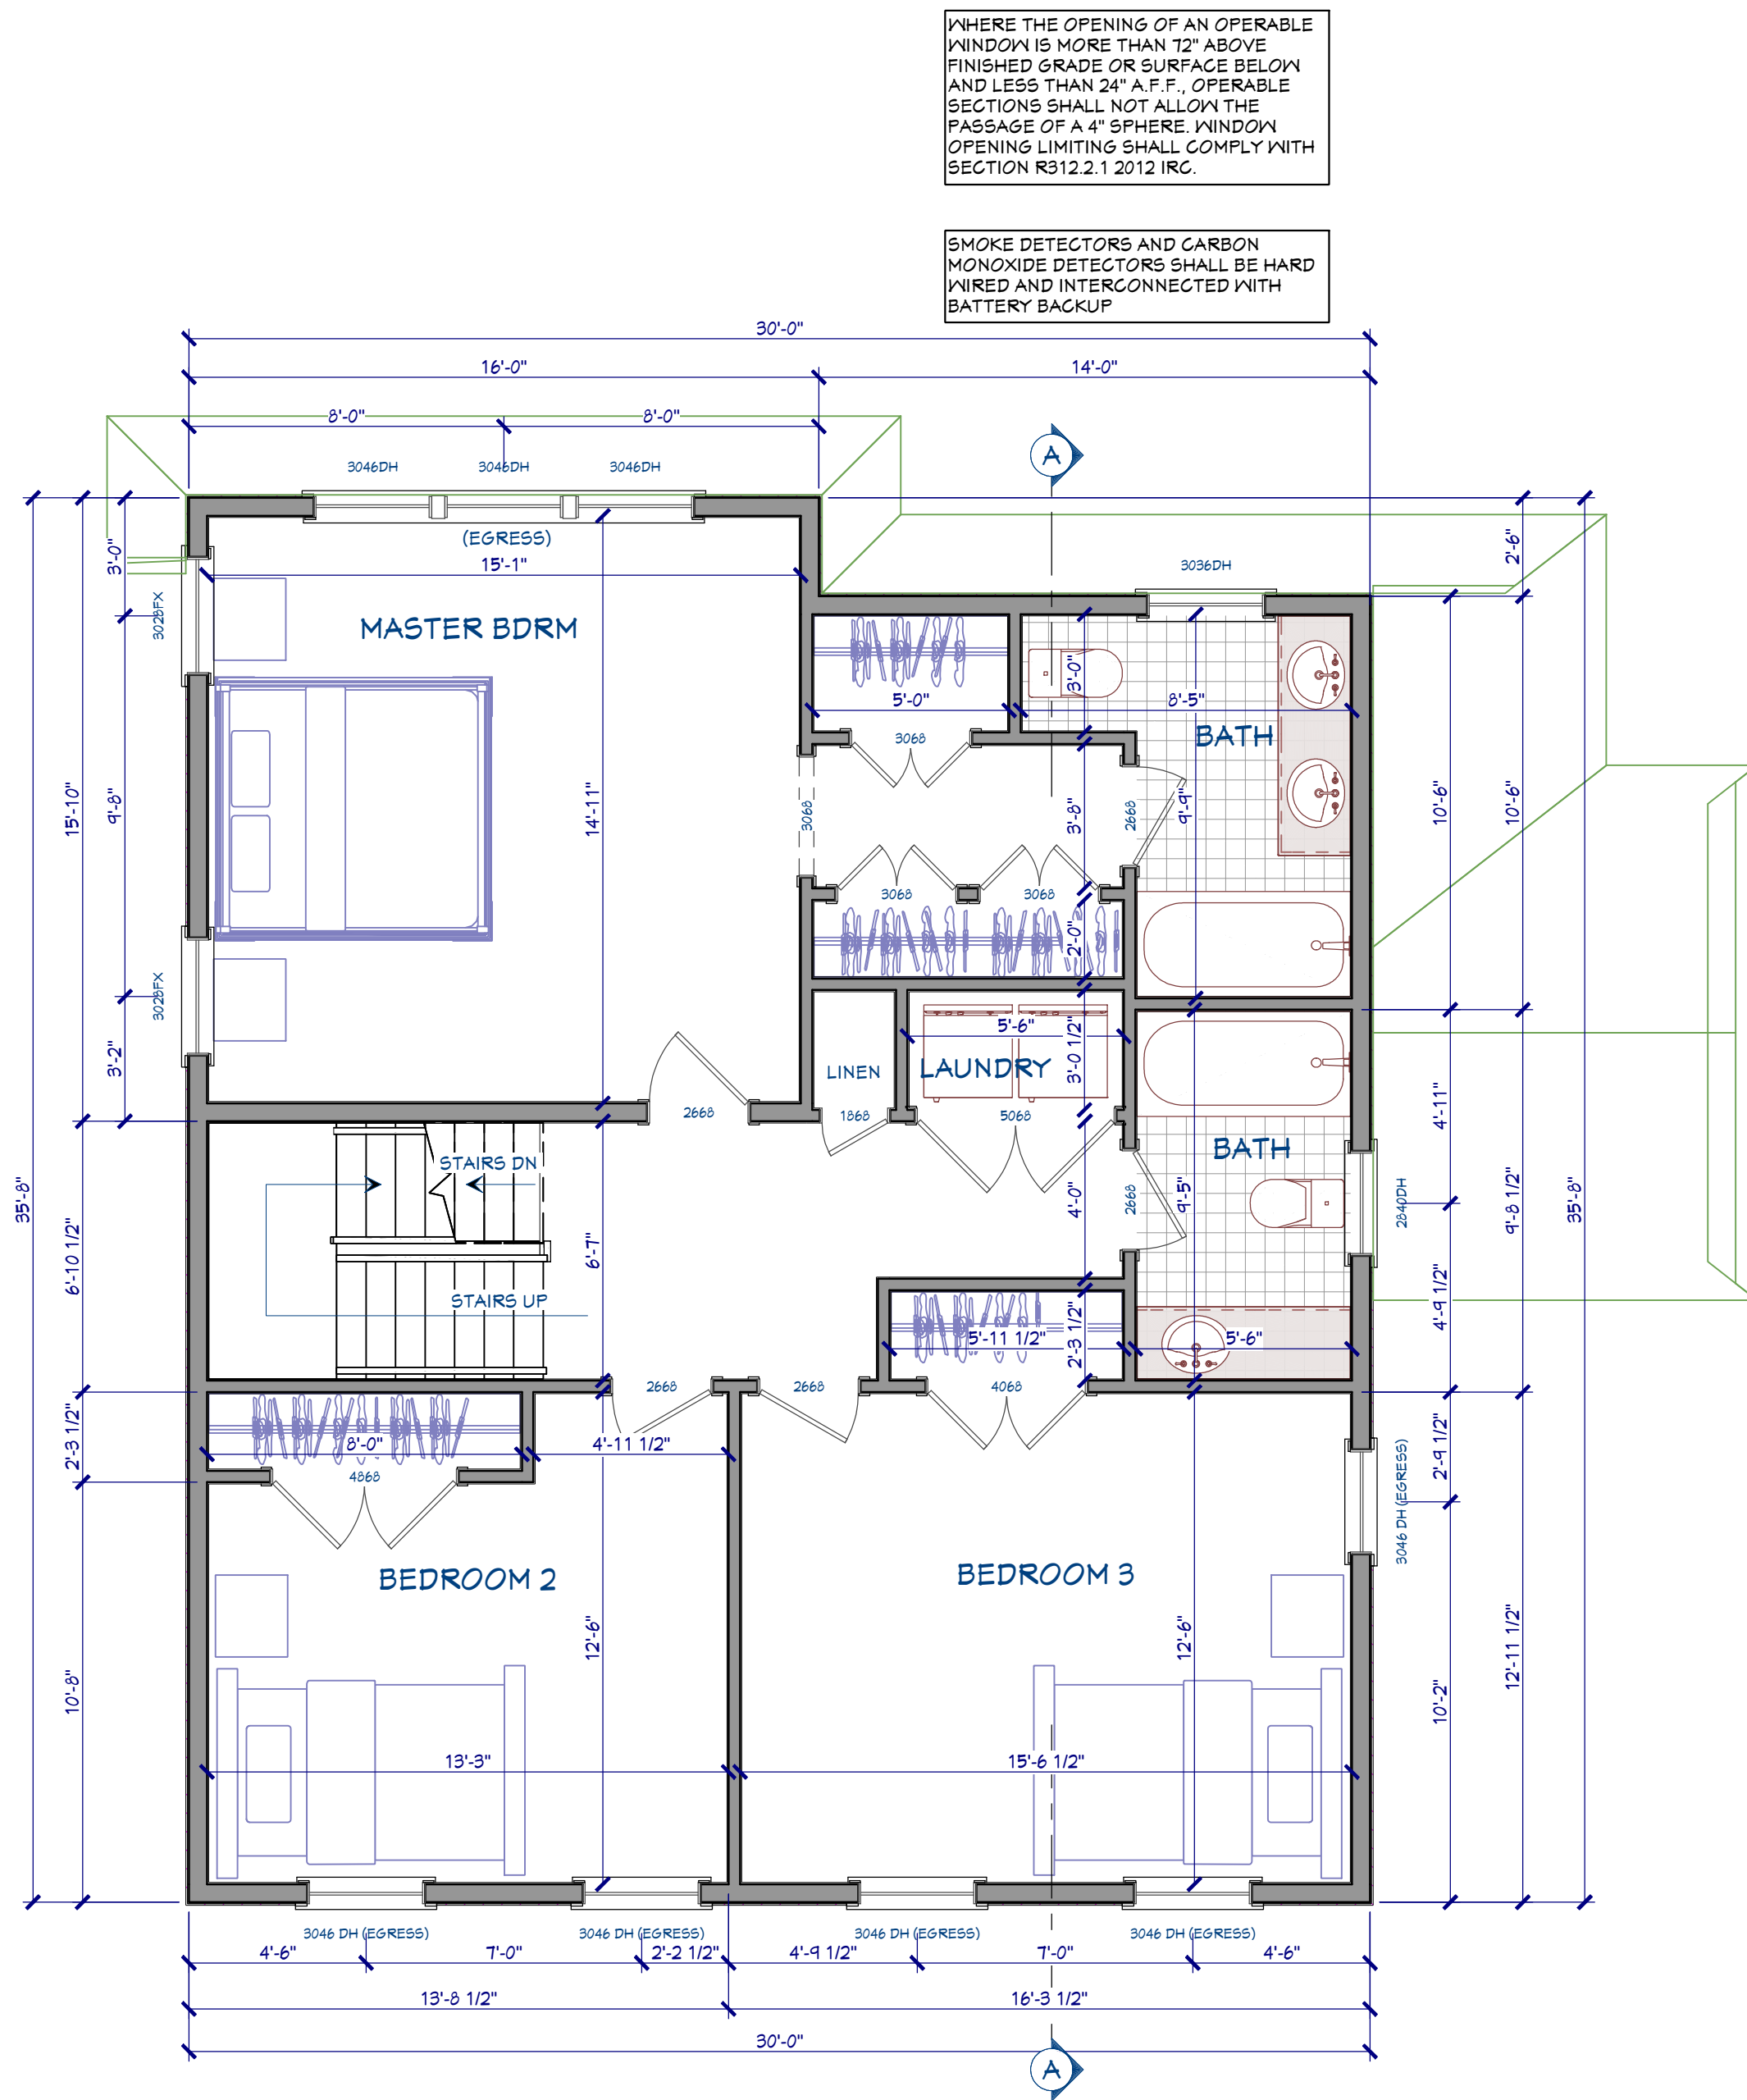 WHERE THE OPENING OF AN OPERABLE
WINDOW IS MORE THAN 72" ABOVE
FINISHED GRADE OR SURFACE BELOW
AND LESS THAN 24" A.F.F., OPERABLE
SECTIONS SHALL NOT ALLOW THE
PASSAGE OF A 4" SPHERE. WINDOW
OPENING LIMITING SHALL COMPLY WITH
SECTION R312.2.1 2012 IRC.
SMOKE DETECTORS AND CARBON
MONOXIDE DETECTORS SHALL BE HARD
WIRED AND INTERCONNECTED WITH
BATTERY BACKUP
30'-0"
16'-0"
14'-0"
8'-0"
8'-0"
A
3046DH
3046DH
3046DH
(EGRESS)
15'-1"
3'-0"
2'-6"
3036DH
3028FX
MASTER BDRM
3'-0"
5'-0"
8'-5"
BATH
3068
15'-10"
9'-8"
14'-11"
3068
3'-8"
2668
9'-9"
10'-6"
10'-6"
3068
3068
2'-0"
3028FX
3'-2"
5'-6"
LINEN
LAUNDRY
3'-0 1/2"
2668
1868
5068
4'-11"
BATH
STAIRS DN
35'-8"
6'-10 1/2"
6'-7"
4'-0"
2668
9'-5"
2840DH
9'-8 1/2"
35'-8"
STAIRS UP
4'-9 1/2"
5'-11 1/2"
2'-3 1/2"
5'-6"
2668
2668
4068
2'-3 1/2"
8'-0"
4'-11 1/2"
4868
2'-9 1/2"
3046 DH (EGRESS)
BEDROOM 2
BEDROOM 3
10'-8"
12'-6"
12'-6"
10'-2"
12'-11 1/2"
13'-3"
15'-6 1/2"
3046 DH (EGRESS)
3046 DH (EGRESS)
3046 DH (EGRESS)
3046 DH (EGRESS)
4'-6"
7'-0"
2'-2 1/2"
4'-9 1/2"
7'-0"
4'-6"
13'-8 1/2"
16'-3 1/2"
30'-0"
A